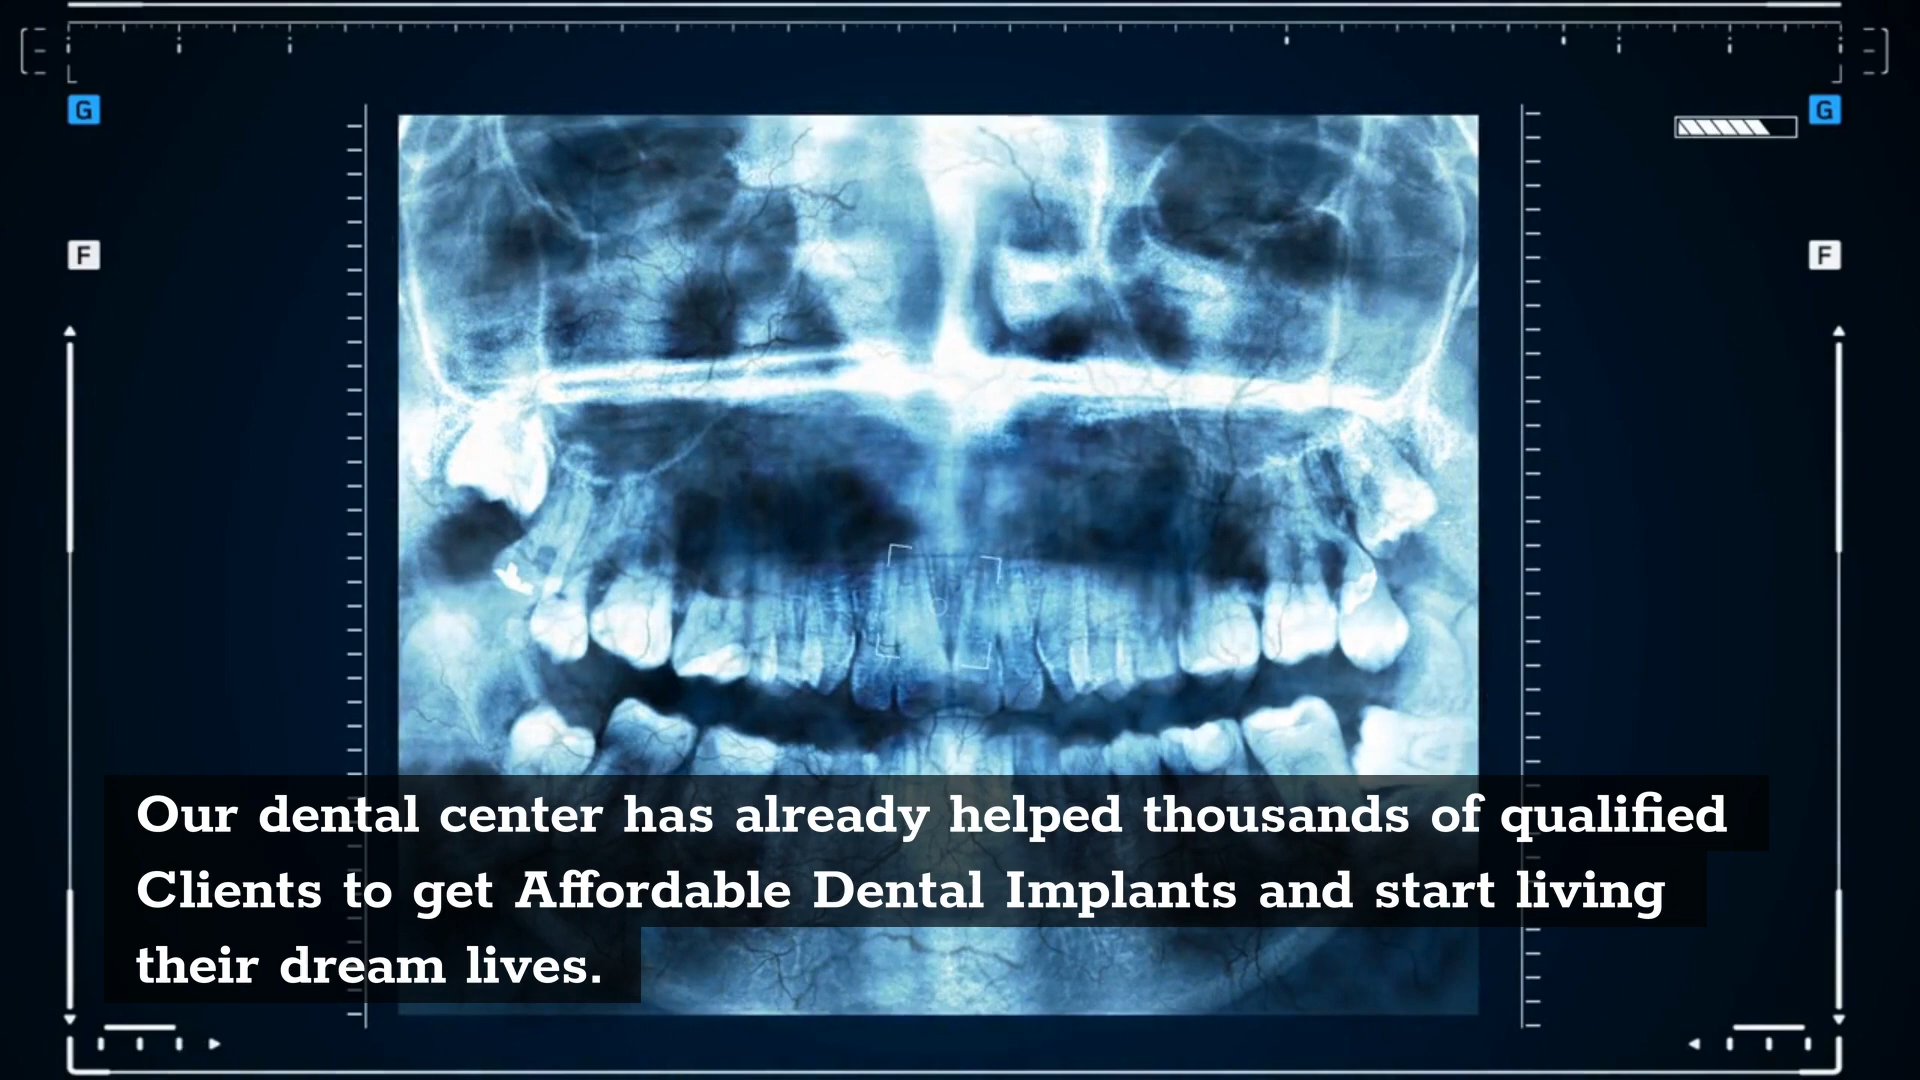 G G
F F
Our dental center has already helped thousands of qualified
Clients to get Affordable Dental Implants and start living
their dream lives.